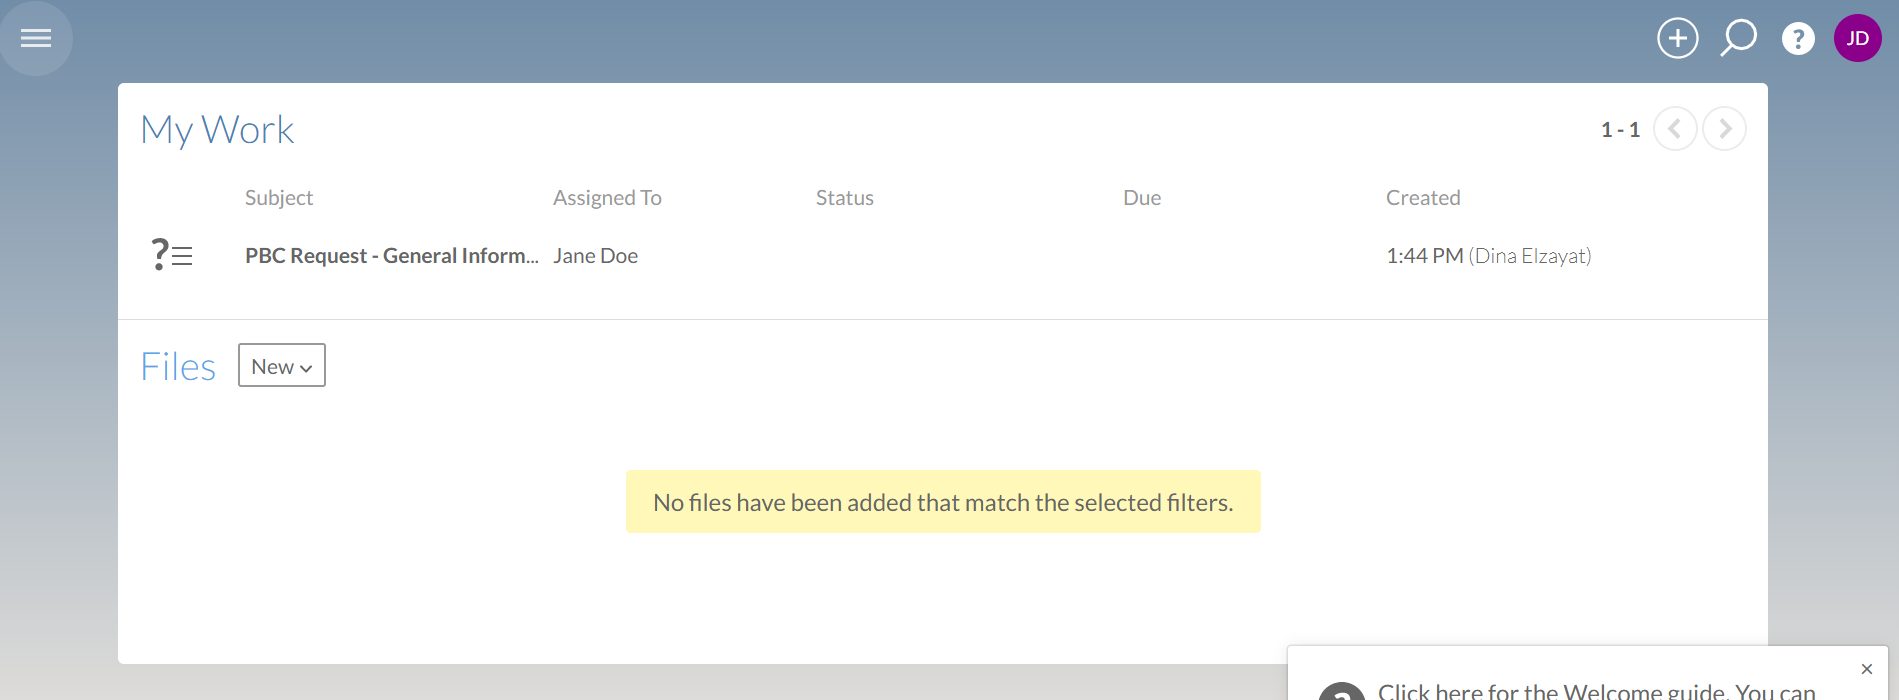 JD
My Work
1 - 1
Subject Assigned To Status Due Created
PBC Request - General Inform... Jane Doe 1:44 PM (Dina Elzayat)
Files New
No files have been added that match the selected filters.
Click here for the Welcome guide. You can